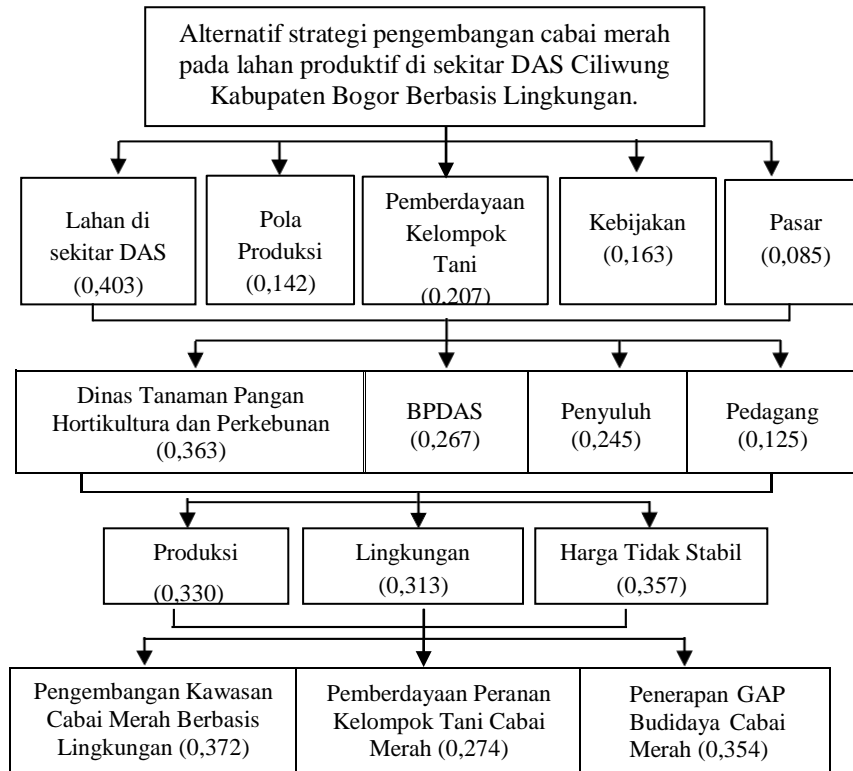 Alternatif strategi pengembangan cabai merah
pada lahan produktif di sekitar DAS Ciliwung
Kabupaten Bogor Berbasis Lingkungan.
Lahan di
sekitar DAS
(0,403)
Pola
Produksi
(0,142)
Pemberdayaan
Kelompok
Tani
(0,207)
Kebijakan
(0,163)
Pasar
(0,085)
Dinas Tanaman Pangan
Hortikultura dan Perkebunan
(0,363)
BPDAS
(0,267)
Penyuluh
(0,245)
Pedagang
(0,125)
Produksi
(0,330)
Lingkungan
(0,313)
Harga Tidak Stabil
(0,357)
Pengembangan Kawasan
Cabai Merah Berbasis
Lingkungan (0,372)
Pemberdayaan Peranan
Kelompok Tani Cabai
Merah (0,274)
Penerapan GAP
Budidaya Cabai
Merah (0,354)